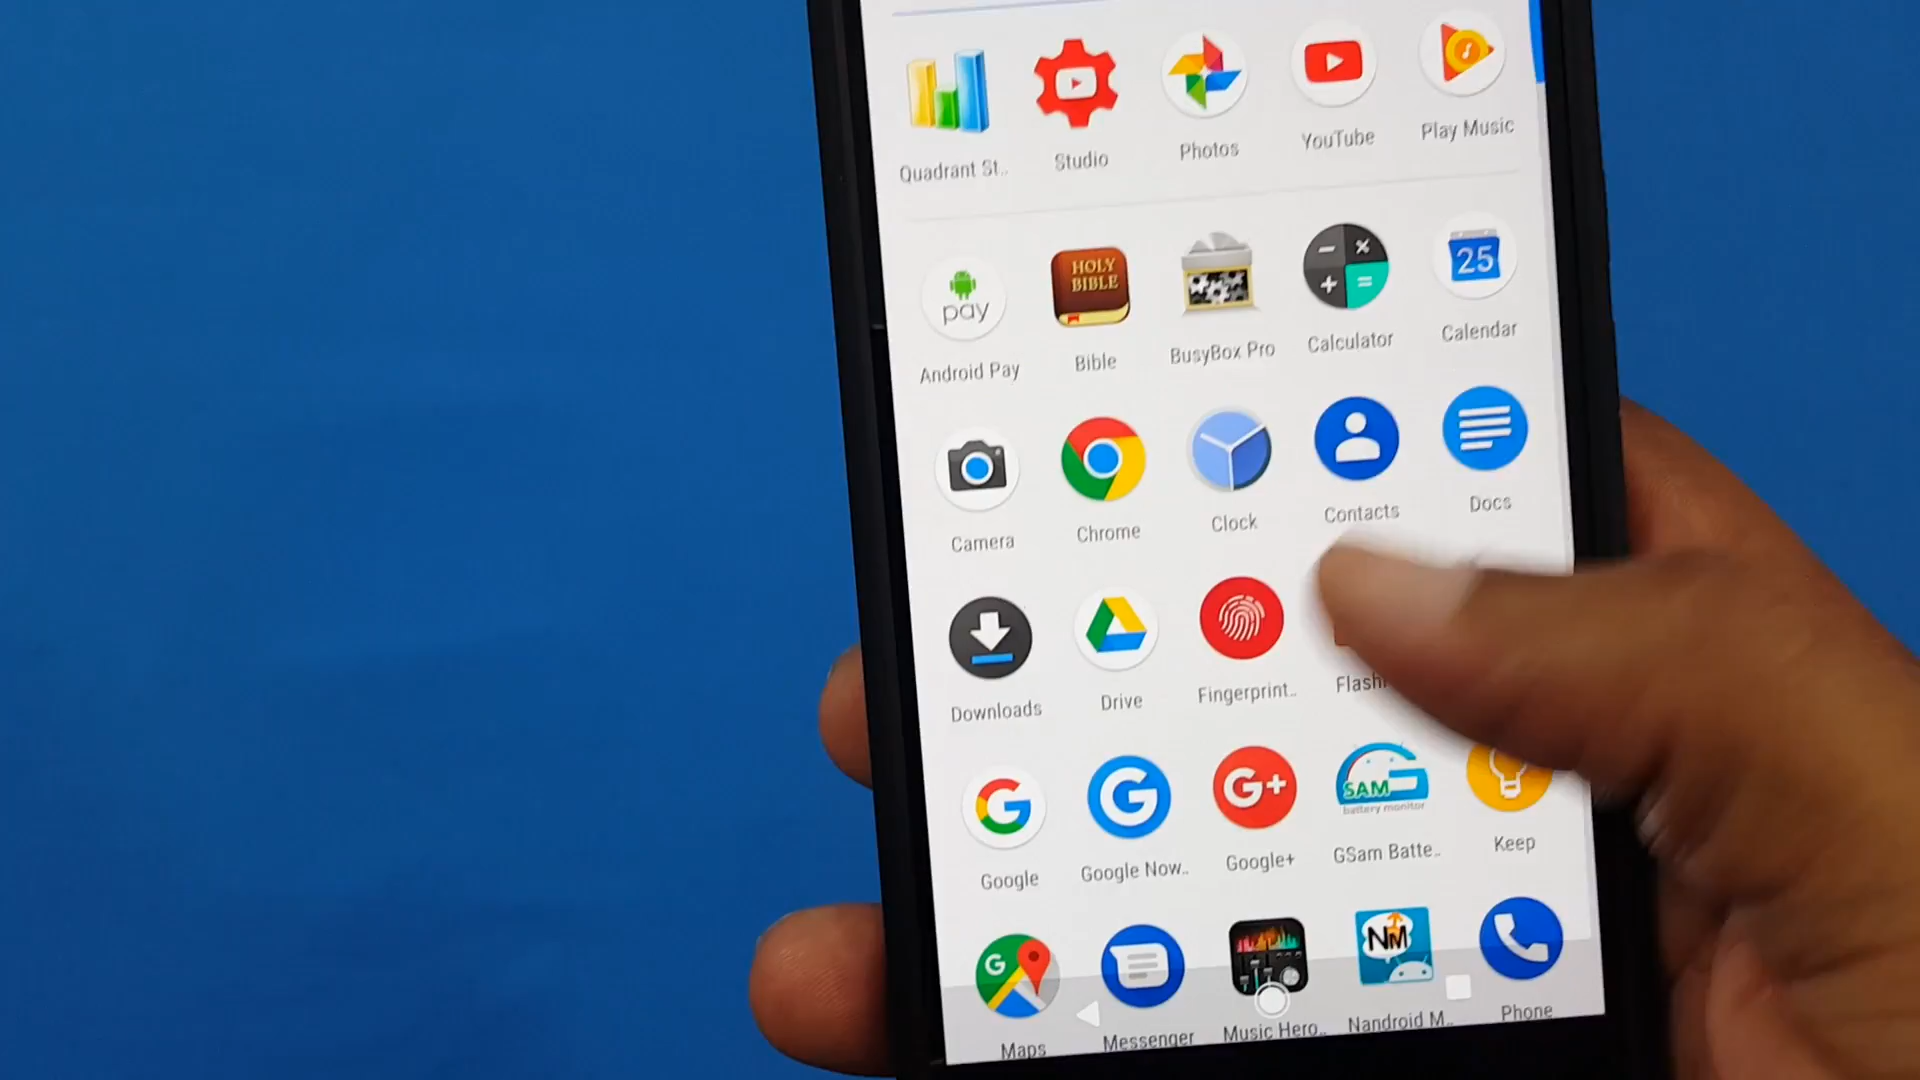 Quadrant St..
Studio
Photos
YouTube
Play Music
pay
HOLY
BIBLE
25
Android Pay
Bible
BusyBox Pro
Calculator
Calendar
Camera
Chrome
Clock
Contacts
Docs
Downloads
Drive
Fingerprint..
G
G
G+
SAM
battery monitor
Google
Google Now..
Google+
GSam Batte..
Keep
G
NM
Maps
Messenger
Music Hero..
Nandroid M..
Phone